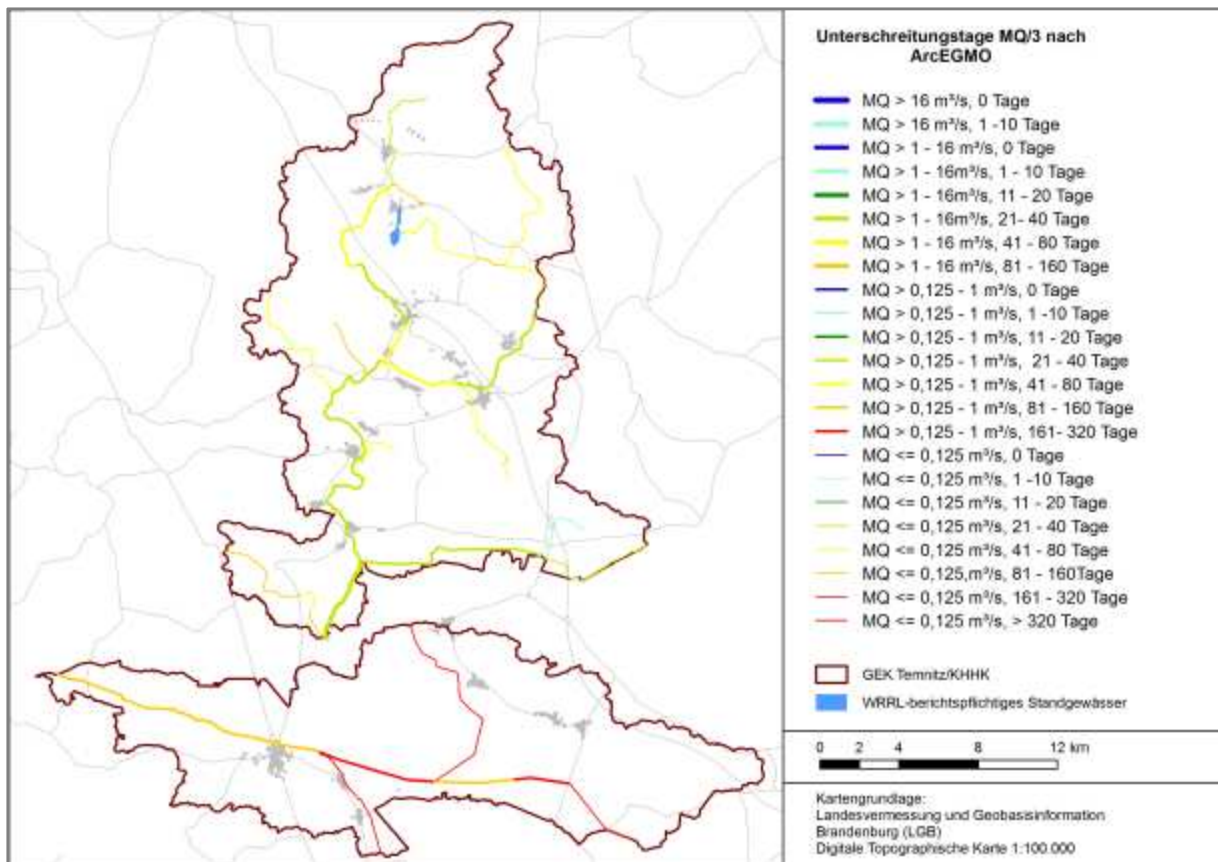 Unterschreitungstage MQ/3 nach
ArcEGMO
MQ > 16 m³/s, 0 Tage
MQ > 16 m³/s, 1 -10 Tage
MQ > 1 - 16 m³/s, 0 Tage
MQ > 1 - 16m³/s, 1 - 10 Tage
MQ > 1 - 16m³/s, 11 - 20 Tage
MQ > 1 - 16m³/s, 21- 40 Tage
MQ > 1 - 16 m³/s, 41 - 80 Tage
MQ > 1 - 16 m³/s, 81 - 160 Tage
MQ > 0,125 - 1 m³/s, 0 Tage
MQ > 0,125 - 1 m³/s, 1 -10 Tage
MQ > 0,125 - 1 m³/s, 11 - 20 Tage
MQ > 0,125 - 1 m³/s, 21 - 40 Tage
MQ > 0,125 - 1 m³/s, 41 - 80 Tage
MQ > 0,125 - 1 m³/s, 81 - 160 Tage
MQ > 0,125 - 1 m³/s, 161- 320 Tage
MQ <= 0,125 m³/s, 0 Tage
MQ <= 0,125 m³/s, 1 -10 Tage
MQ <= 0,125 m³/s, 11 - 20 Tage
MQ <= 0,125 m³/s, 21 - 40 Tage
MQ <= 0,125 m³/s, 41 - 80 Tage
MQ <= 0,125,m³/s, 81 - 160Tage
MQ <= 0,125 m³/s, 161 - 320 Tage
MQ <= 0,125 m³/s, > 320 Tage
GEK Temnitz/KHHK
WRRL-berichtspflichtiges Standgewässer
0 2 4 8 12 km
Kartengrundlage:
Landesvermessung und Geobasisinformation
Brandenburg (LGB)
Digitale Topographische Karte 1:100.000